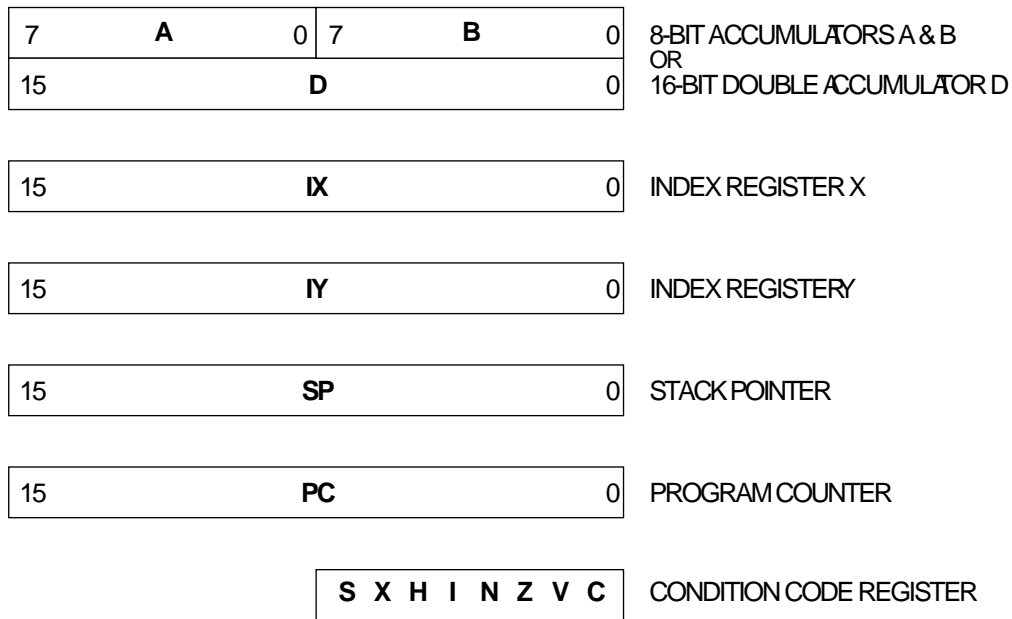 7 A 0 7 B 0 8-BIT ACCUMULATORS A & B
OR
15 D 0 16-BIT DOUBLE ACCUMULATOR D
15 IX 0 INDEX REGISTER X
15 IY 0 INDEX REGISTER Y
15 SP 0 STACK POINTER
15 PC 0 PROGRAM COUNTER
S X H I N Z V C CONDITION CODE REGISTER